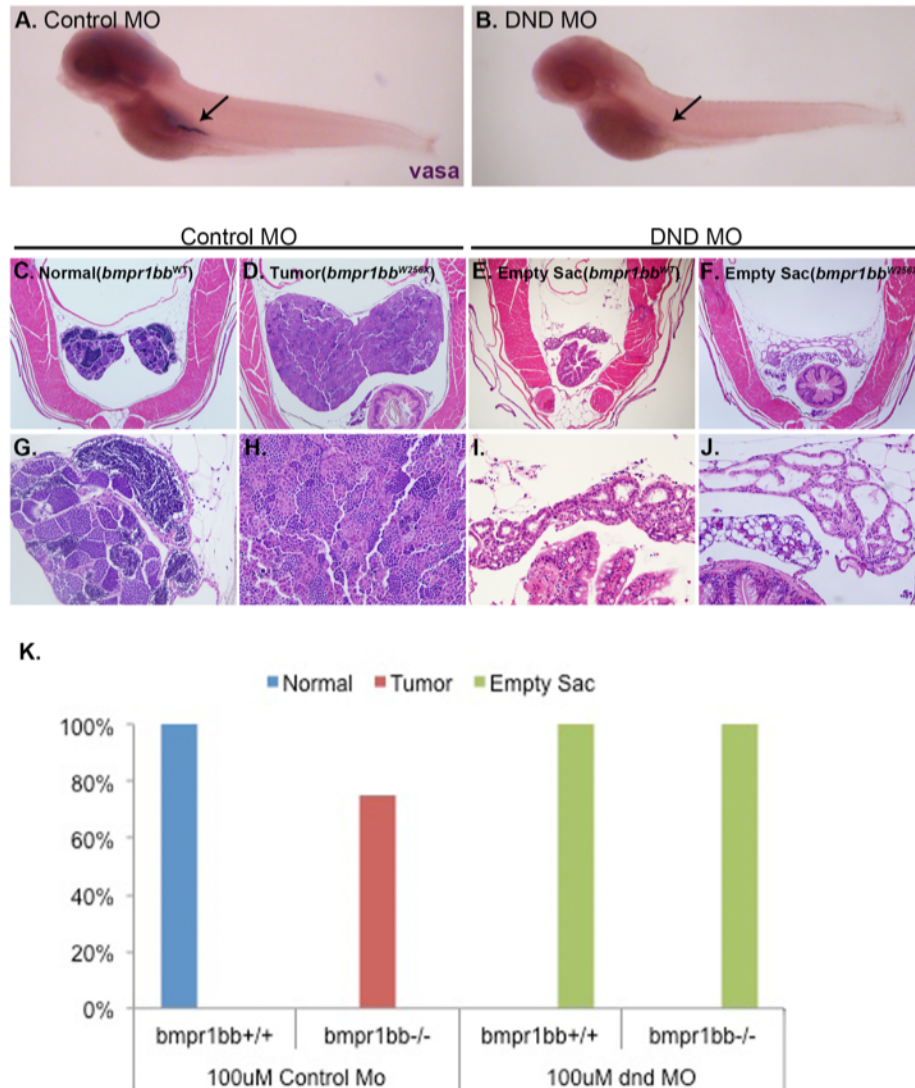 A. Control MO
B. DND MO
vasa
Control MO
DND MO
C. Normal(bmpr1bbWT)
D. Tumor(bmpr1bbW256X)
E. Empty Sac(bmpr1bbWT)
F. Empty Sac(bmpr1bbW256X
G.
H.
I.
J.
K.
Normal
Tumor
Empty Sac
100%
80%
60%
40%
20%
0%
bmpr1bb+/+
bmpr1bb-/-
bmpr1bb+/+
bmpr1bb-/-
100uM Control Mo
100uM dnd MO